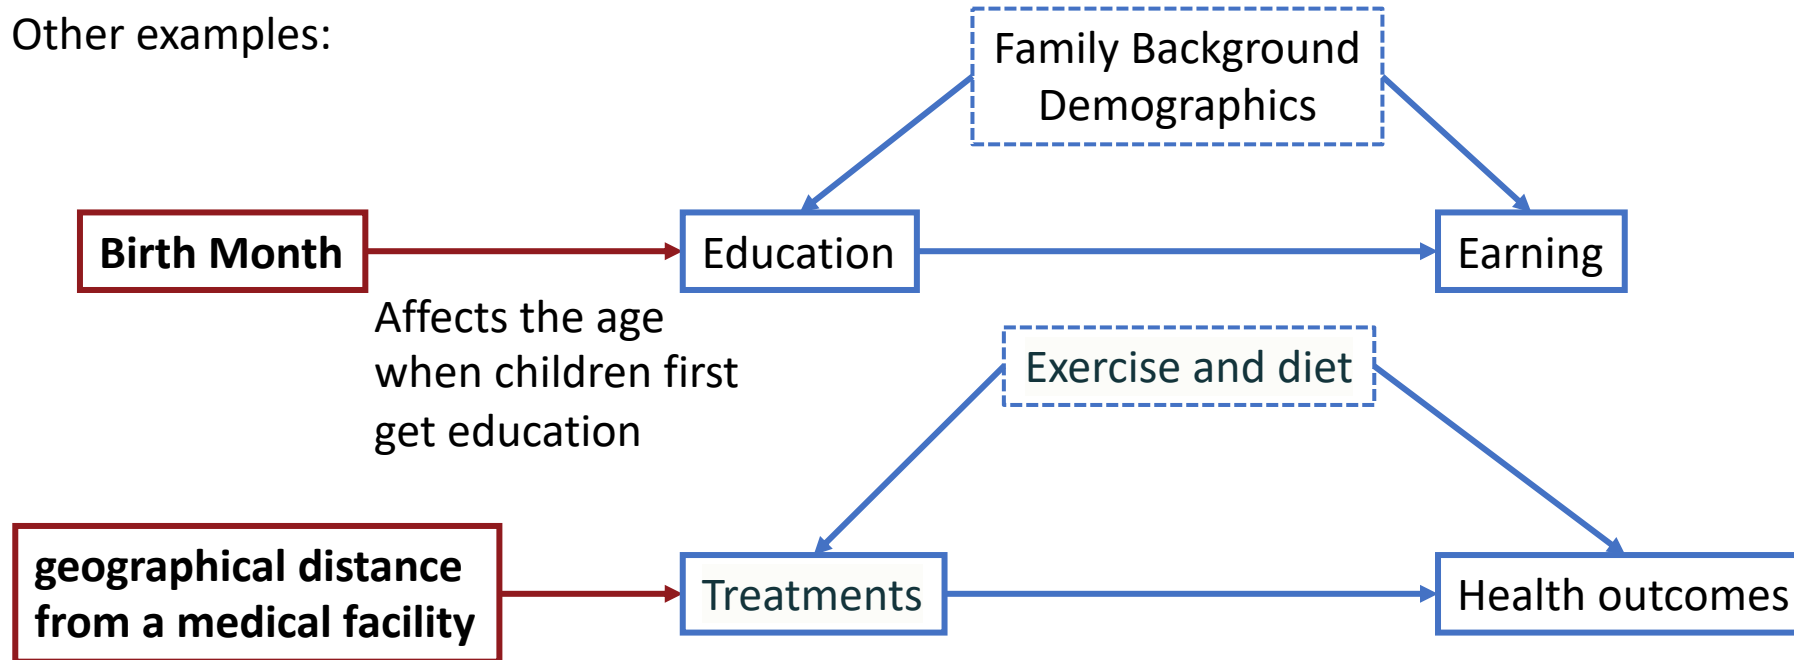 Other examples:
Family Background
Demographics
Birth Month
Education
Earning
Affects the age
when children first
get education
Exercise and diet
geographical distance
from a medical facility
Treatments
Health outcomes